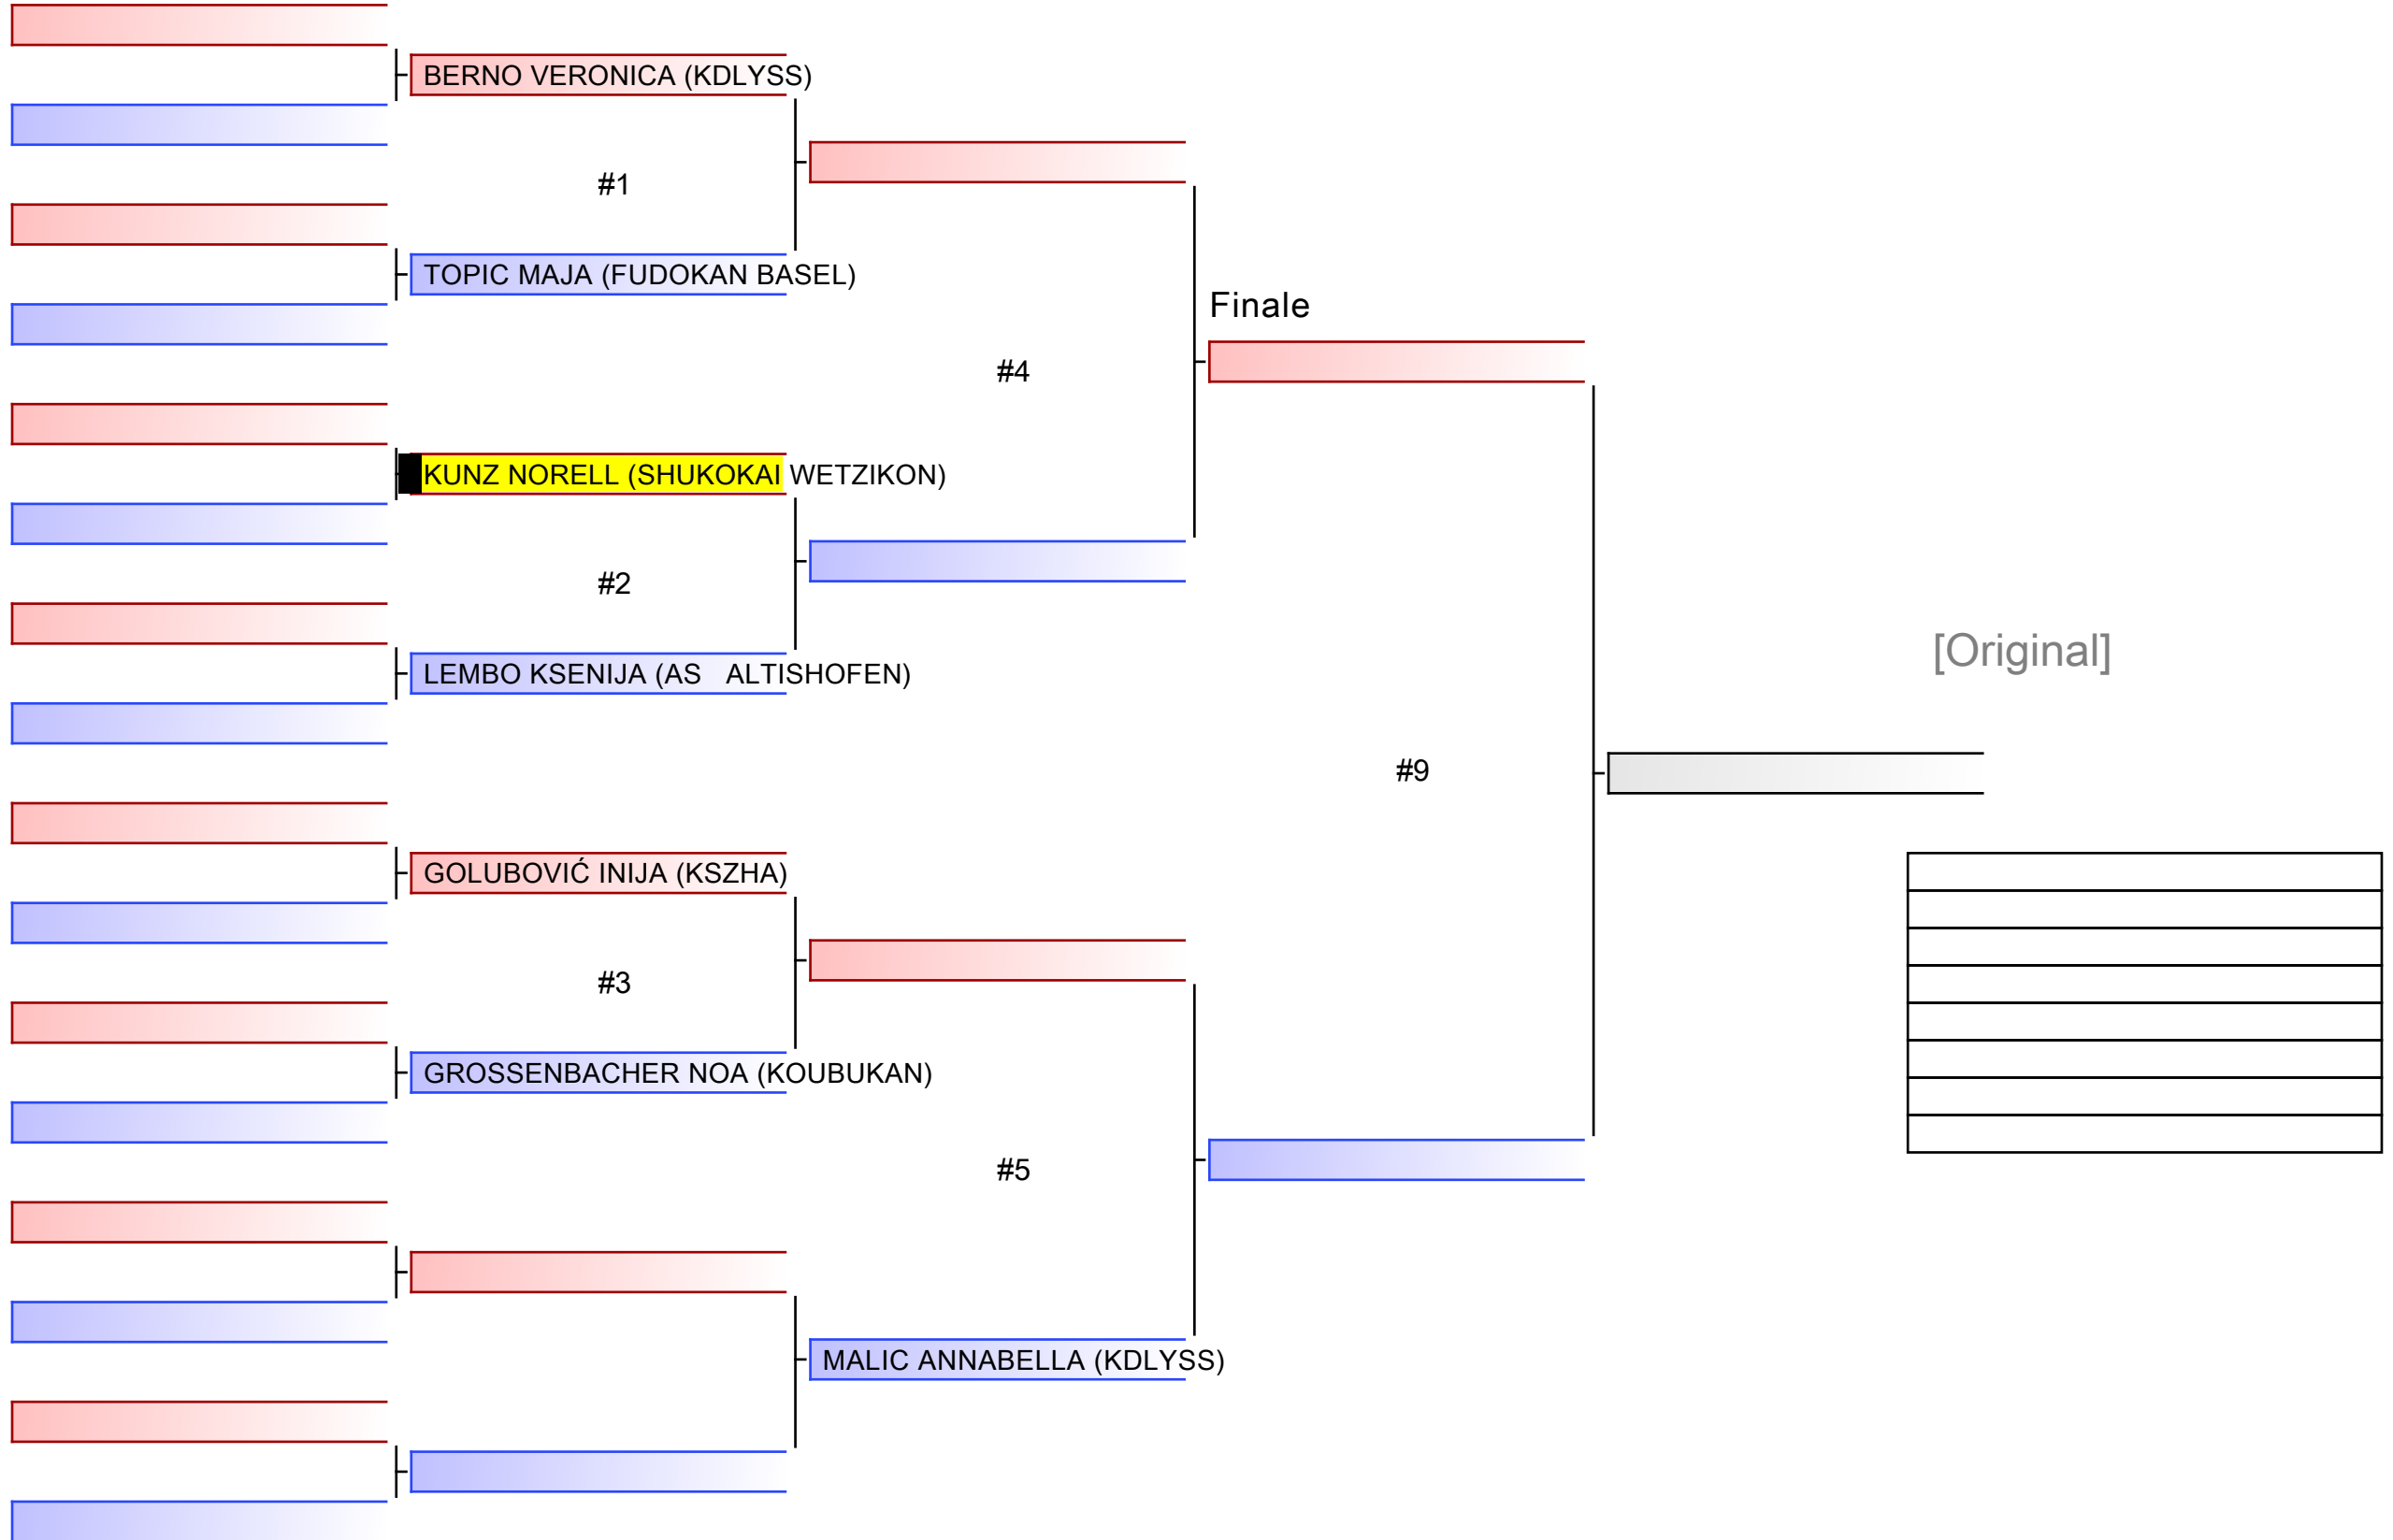 BERNO VERONICA (KDLYSS)
#1
TOPIC MAJA (FUDOKAN BASEL)
Finale
#4
KUNZ NORELL (SHUKOKAI WETZIKON)
#2
[Original]
LEMBO KSENIJA (AS   ALTISHOFEN)
#9
GOLUBOVIĆ INIJA (KSZHA)
#3
GROSSENBACHER NOA (KOUBUKAN)
#5
MALIC ANNABELLA (KDLYSS)